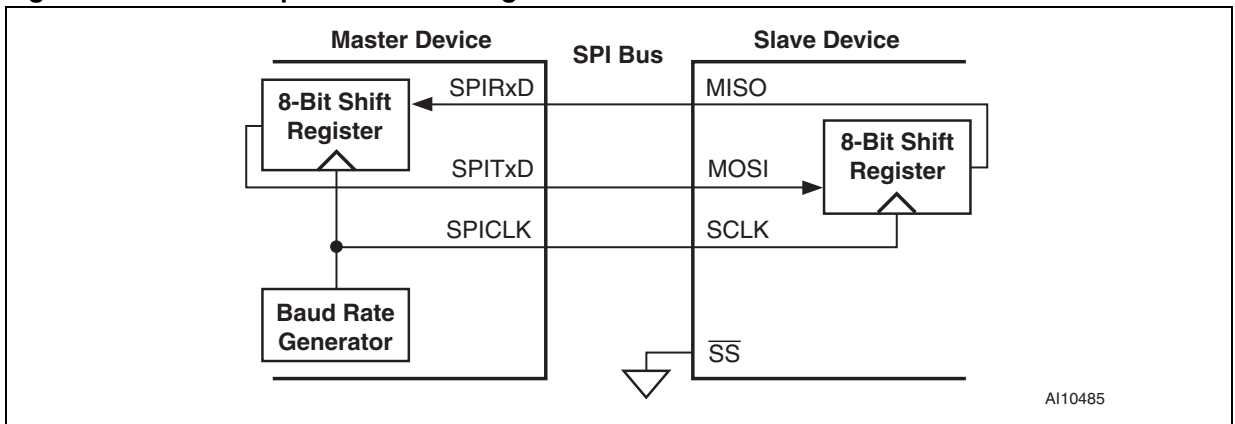 Master Device
SPI Bus
Slave Device
8-Bit Shift
Register
SPIRxD
MISO
8-Bit Shift
Register
SPITxD
MOSI
SPICLK
SCLK
Baud Rate
Generator
SS
AI10485